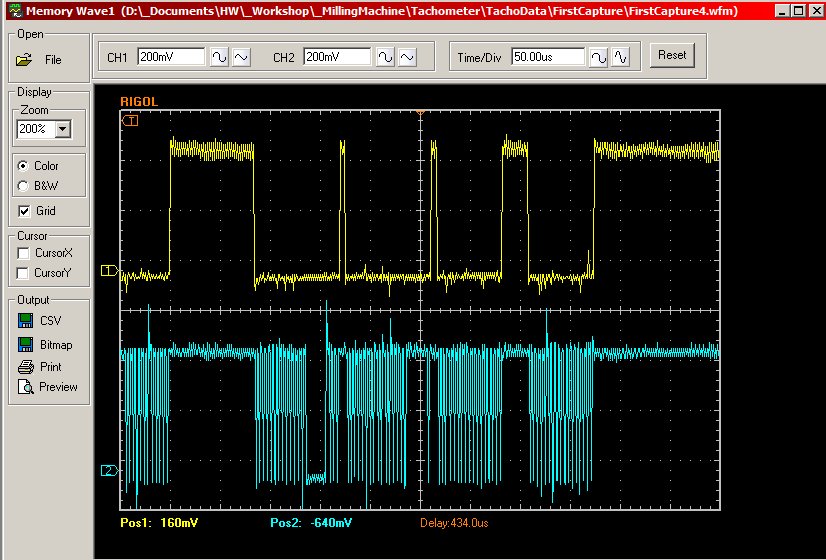 Memory Wave1 (D:\_Documents\HW\_Workshop\_MillingMachine\Tachometer\TachoData\FirstCapture\FirstCapture4.wfm)
Open
File
CH1 200mV CH2 200mV Time/Div 50.00us Reset
Display
Zoom
200%
Color
B&W
Grid
Cursor
CursorX
CursorY
Output
CSV
Bitmap
Print
Preview
RIGOL
T
1
2
Pos1: 160mV Pos2: -640mV Delay:434.0us